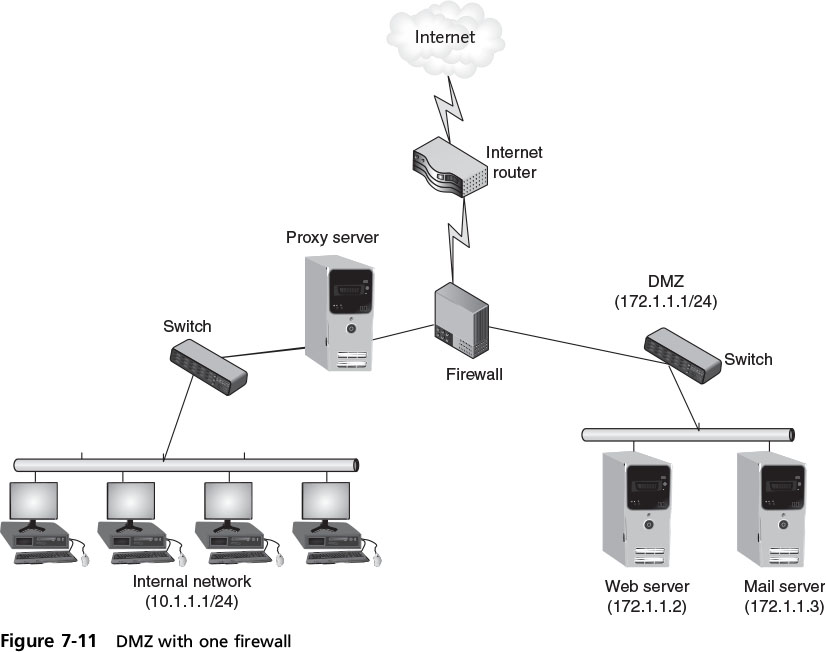 Internet
Internet
router
Proxy server
DMZ
(172.1.1.1/24)
Switch
Switch
Firewall
Internal network
(10.1.1.1/24)
Web server
(172.1.1.2)
Mail server
(172.1.1.3)
Figure 7-11 DMZ with one firewall